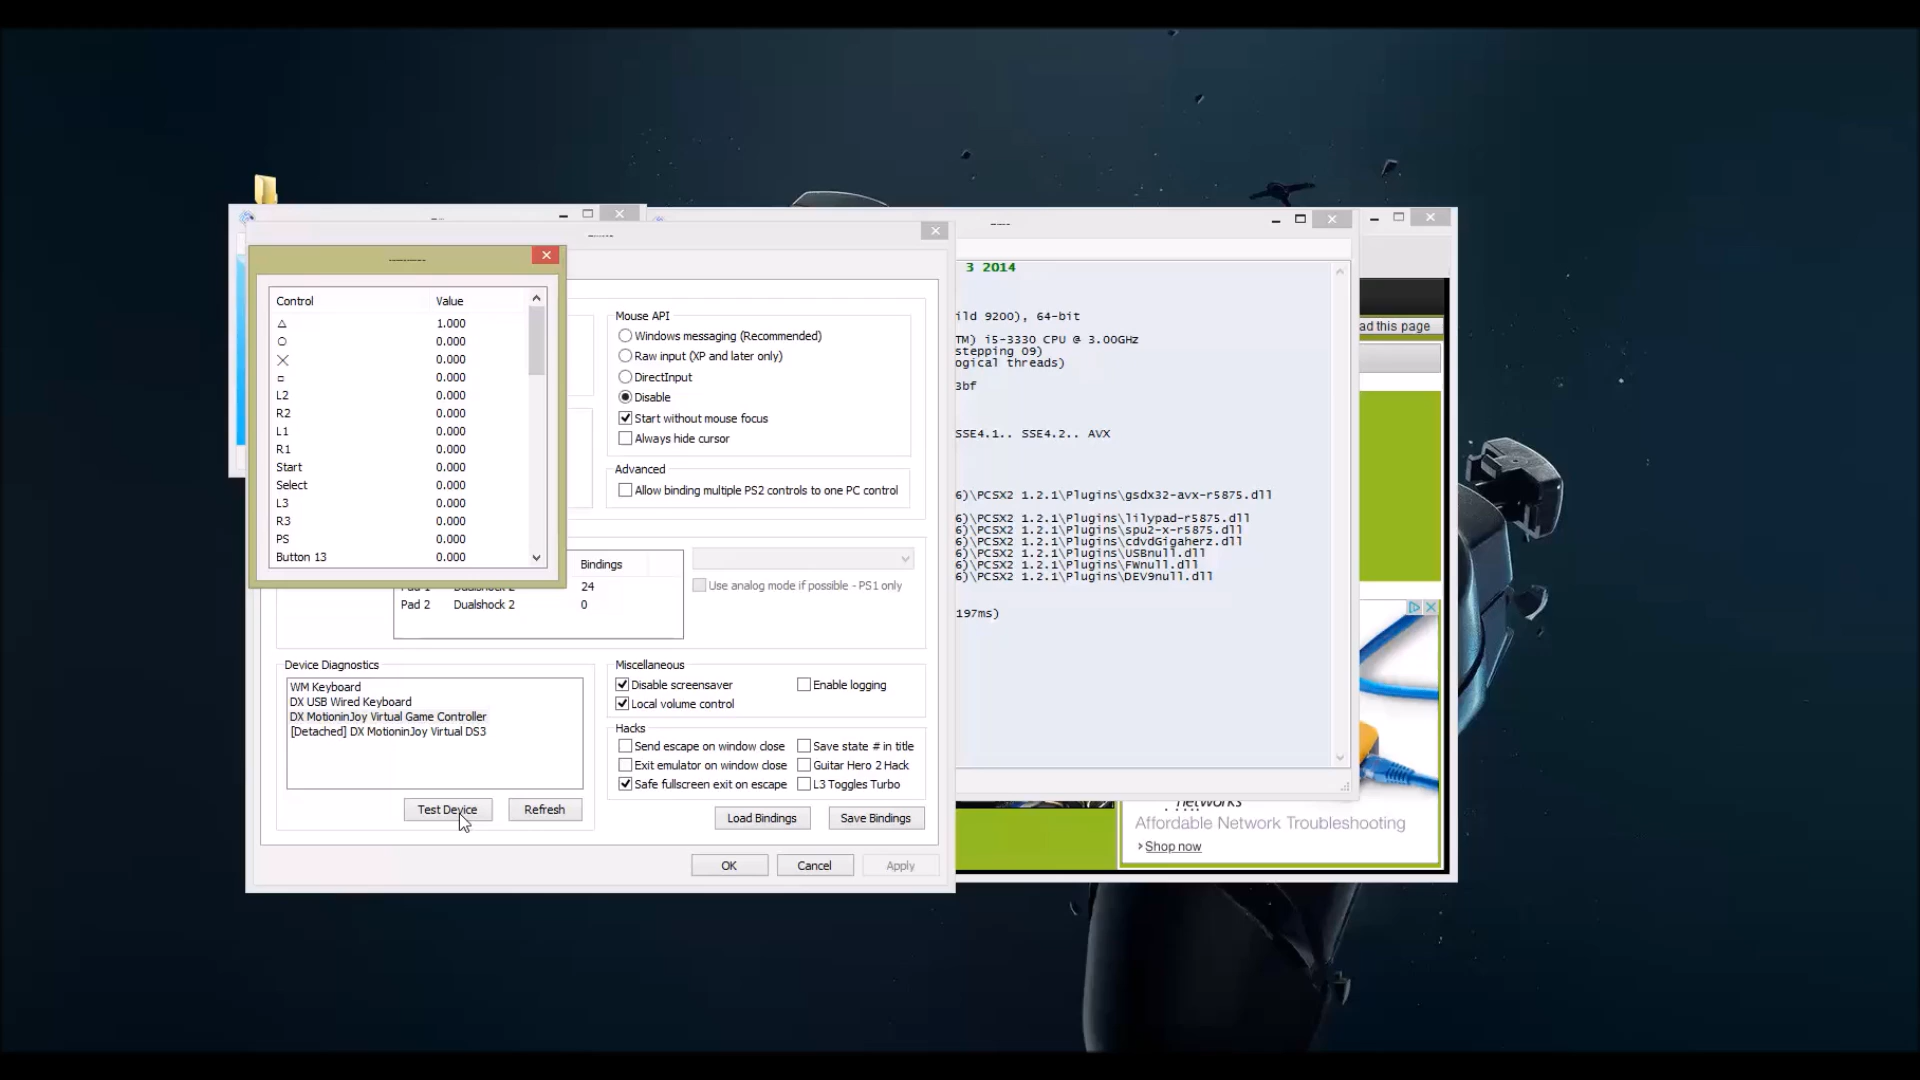 Control Value
△ 1.000
○ 0.000
╳ 0.000
□ 0.000
L2 0.000
R2 0.000
L1 0.000
R1 0.000
Start 0.000
Select 0.000
L3 0.000
R3 0.000
PS 0.000
Button 13 0.000
Mouse API
Windows messaging (Recommended)
Raw input (XP and later only)
DirectInput
Disable
Start without mouse focus
Always hide cursor
Advanced
Allow binding multiple PS2 controls to one PC control
Bindings
24
Pad 2 Dualshock 2 0
Use analog mode if possible - PS1 only
Device Diagnostics
WM Keyboard
DX USB Wired Keyboard
DX MotioninJoy Virtual Game Controller
[Detached] DX MotioninJoy Virtual DS3
Test Device Refresh
Miscellaneous
Disable screensaver Enable logging
Local volume control
Hacks
Send escape on window close Save state # in title
Exit emulator on window close Guitar Hero 2 Hack
Safe fullscreen exit on escape L3 Toggles Turbo
Load Bindings Save Bindings
OK Cancel Apply
3 2014
ild 9200), 64-bit
TM) i5-3330 CPU @ 3.00GHz
stepping 09)
ogical threads)
3bf
SSE4.1.. SSE4.2.. AVX
6)\PCSX2 1.2.1\Plugins\gsdx32-avx-r5875.dll
6)\PCSX2 1.2.1\Plugins\lilypad-r5875.dll
6)\PCSX2 1.2.1\Plugins\spu2-x-r5875.dll
6)\PCSX2 1.2.1\Plugins\cdvdGigaherz.dll
6)\PCSX2 1.2.1\Plugins\USBnull.dll
6)\PCSX2 1.2.1\Plugins\FWnull.dll
6)\PCSX2 1.2.1\Plugins\DEV9null.dll
197ms)
ad this page
networks
Affordable Network Troubleshooting
Shop now